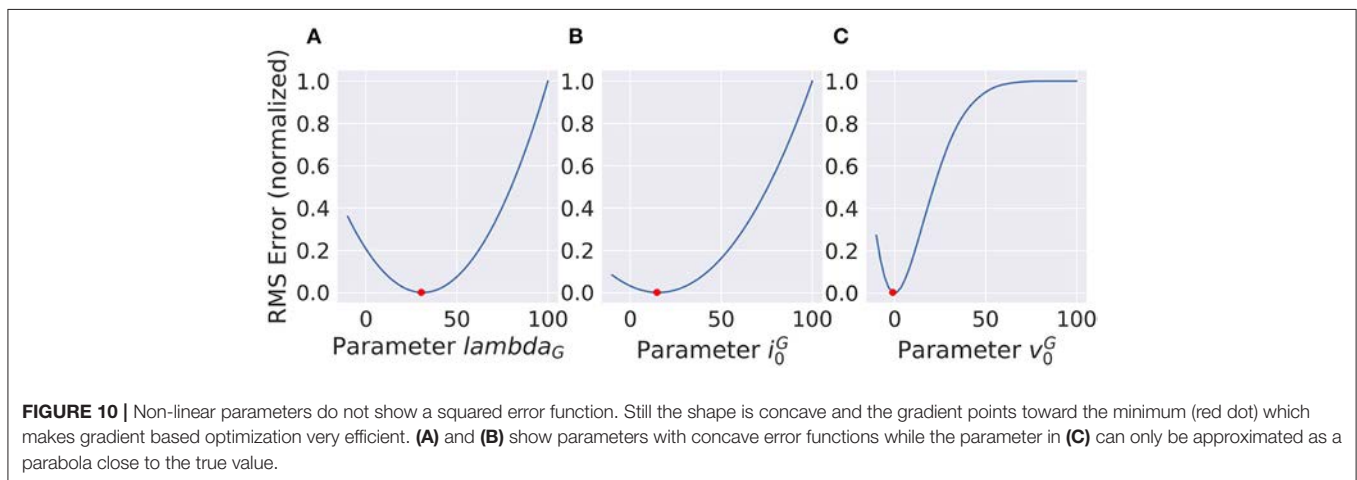 A B C
RMS Error (normalized)
1.0 1.0 1.0
0.8 0.8 0.8
0.6 0.6 0.6
0.4 0.4 0.4
0.2 0.2 0.2
0.0 0.0 0.0
0 50 100 0 50 100 0 50 100
Parameter lambda_G Parameter i_0^G Parameter v_0^G
FIGURE 10 | Non-linear parameters do not show a squared error function. Still the shape is concave and the gradient points toward the minimum (red dot) which
makes gradient based optimization very efficient. (A) and (B) show parameters with concave error functions while the parameter in (C) can only be approximated as a
parabola close to the true value.